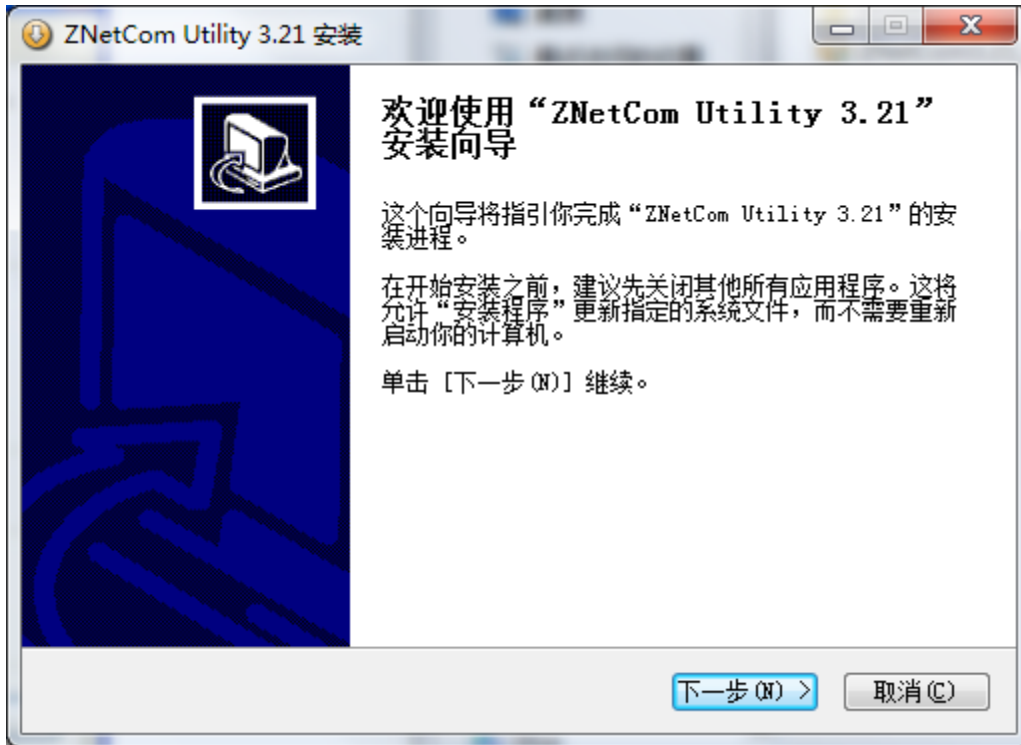 ZNetCom Utility 3.21 安装
欢迎使用“ZNetCom Utility 3.21”
安装向导
这个向导将指引你完成“ZNetCom Utility 3.21”的安
装进程。
在开始安装之前，建议先关闭其他所有应用程序。这将
允许“安装程序”更新指定的系统文件，而不需要重新
启动你的计算机。
单击 [下一步(N)] 继续。
下一步(N) >
取消(C)